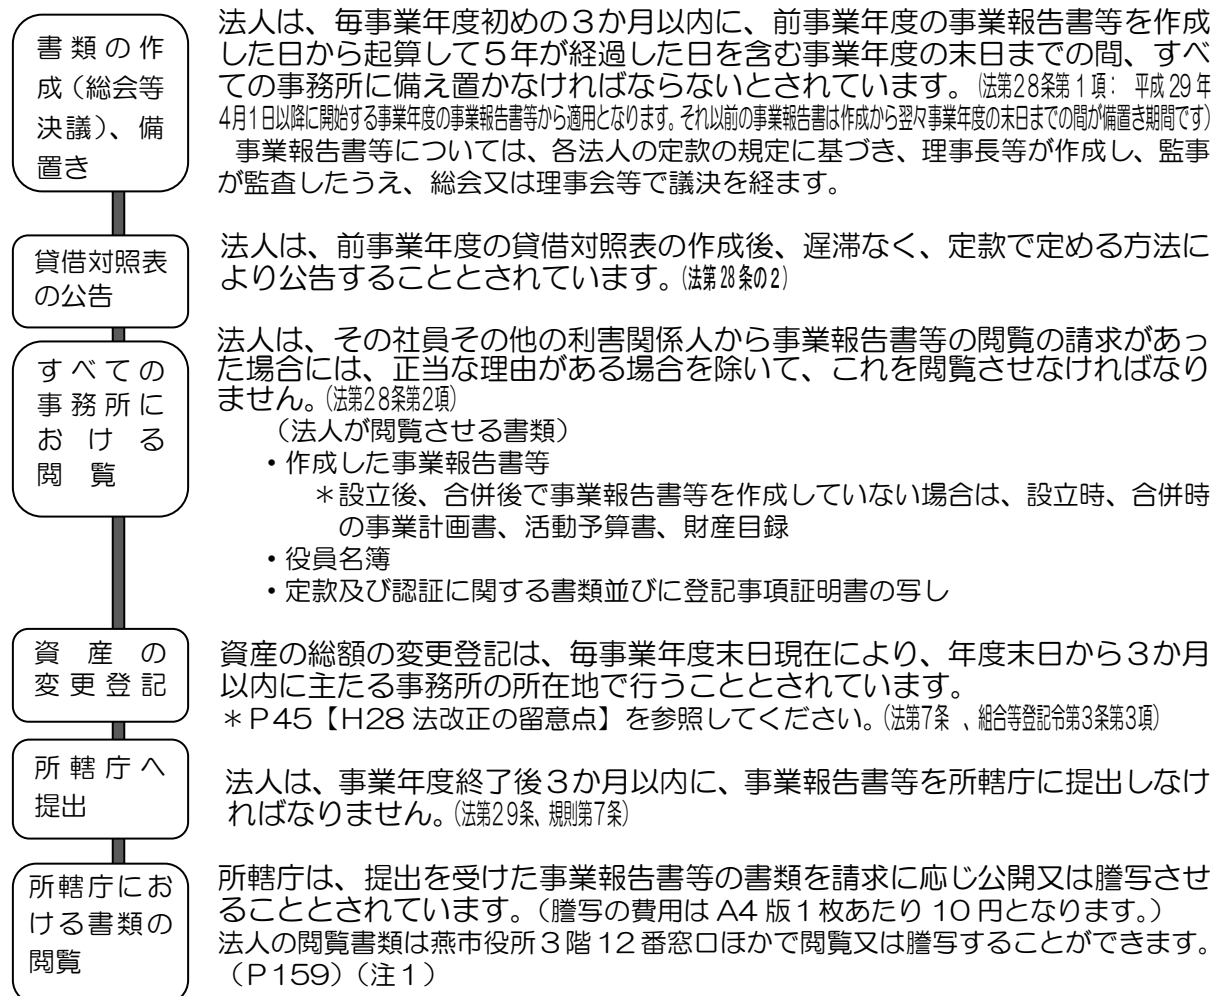 書類の作
成(総会等
決議)、備
置き
法人は、毎事業年度初めの3か月以内に、前事業年度の事業報告書等を作成
した日から起算して5年が経過した日を含む事業年度の末日までの間、すべ
ての事務所に備え置かなければならないとされています。(法第28条第1項: 平成29年
4月1日以降に開始する事業年度の事業報告書等から適用となります。それ以前の事業報告書は作成から翌々事業年度の末日までの間が備置き期間です)
事業報告書等については、各法人の定款の規定に基づき、理事長等が作成し、監事
が監査したうえ、総会又は理事会等で議決を経ます。
貸借対照表
の公告
法人は、前事業年度の貸借対照表の作成後、遅滞なく、定款で定める方法に
より公告することとされています。(法第28条の2)
すべての
事務所に
おける
閲覧
法人は、その社員その他の利害関係人から事業報告書等の閲覧の請求があっ
た場合には、正当な理由がある場合を除いて、これを閲覧させなければなり
ません。(法第28条第2項)
(法人が閲覧させる書類)
・作成した事業報告書等
*設立後、合併後で事業報告書等を作成していない場合は、設立時、合併時
の事業計画書、活動予算書、財産目録
・役員名簿
・定款及び認証に関する書類並びに登記事項証明書の写し
資産の
変更登記
資産の総額の変更登記は、毎事業年度末日現在により、年度末日から3か月
以内に主たる事務所の所在地で行うこととされています。
*P45【H28法改正の留意点】を参照してください。(法第7条、組合等登記令第3条第3項)
所轄庁へ
提出
法人は、事業年度終了後3か月以内に、事業報告書等を所轄庁に提出しなけ
ればなりません。(法第29条、規則第7条)
所轄庁にお
ける書類の
閲覧
所轄庁は、提出を受けた事業報告書等の書類を請求に応じ公開又は謄写させ
ることとされています。(謄写の費用はA4版1枚あたり10円となります。)
法人の閲覧書類は燕市役所3階12番窓口ほかで閲覧又は謄写することができます。
(P159)(注1)